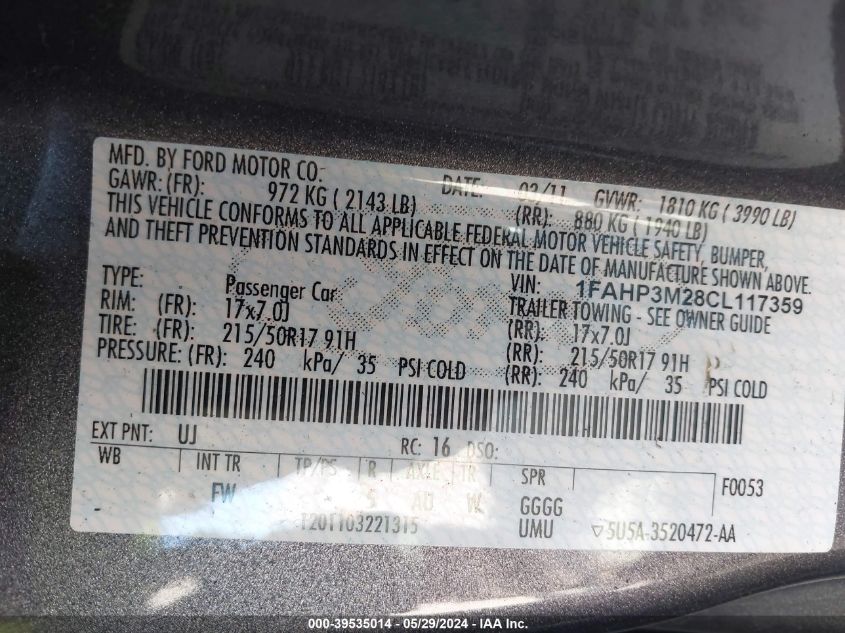 MFD. BY FORD MOTOR CO.
DATE: 03/11 GVWR: 1810 KG ( 3990 LB)
GAWR: (FR): 972 KG ( 2143 LB) (RR): 880 KG ( 1940 LB)
THIS VEHICLE CONFORMS TO ALL APPLICABLE FEDERAL MOTOR VEHICLE SAFETY, BUMPER,
AND THEFT PREVENTION STANDARDS IN EFFECT ON THE DATE OF MANUFACTURE SHOWN ABOVE.
VIN: 1FAHP3M28CL117359
TYPE: Passenger Car TRAILER TOWING - SEE OWNER GUIDE
RIM: (FR): 17x7.0J (RR): 17x7.0J
TIRE: (FR): 215/50R17 91H (RR): 215/50R17 91H
PRESSURE: (FR): 240 kPa/ 35 PSI COLD (RR): 240 kPa/ 35 PSI COLD
EXT PNT: UJ RC: 16 DSO:
WB INT TR TP/PS R AXLE TR SPR F0053
FW 5 AU W GGGG
T201103221315 UMU 5U5A-3520472-AA
000-39535014 - 05/29/2024 - IAA Inc.